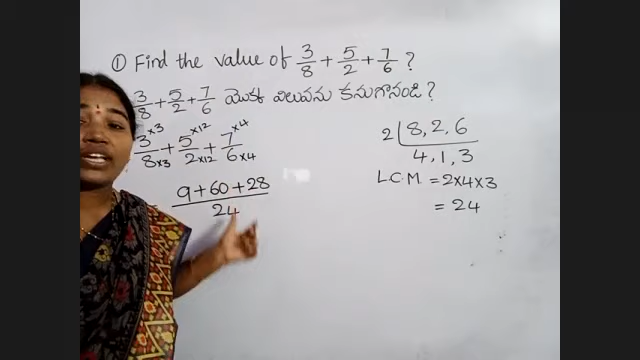 ① Find the value of 3/8 + 5/2 + 7/6 ?
3/8 + 5/2 + 7/6 యొక్క విలువను కనుగొనండి ?
3×3/8×3 + 5×12/2×12 + 7×4/6×4
9+60+28/24
2 | 8, 2, 6
4, 1, 3
L.C.M = 2×4×3
= 24